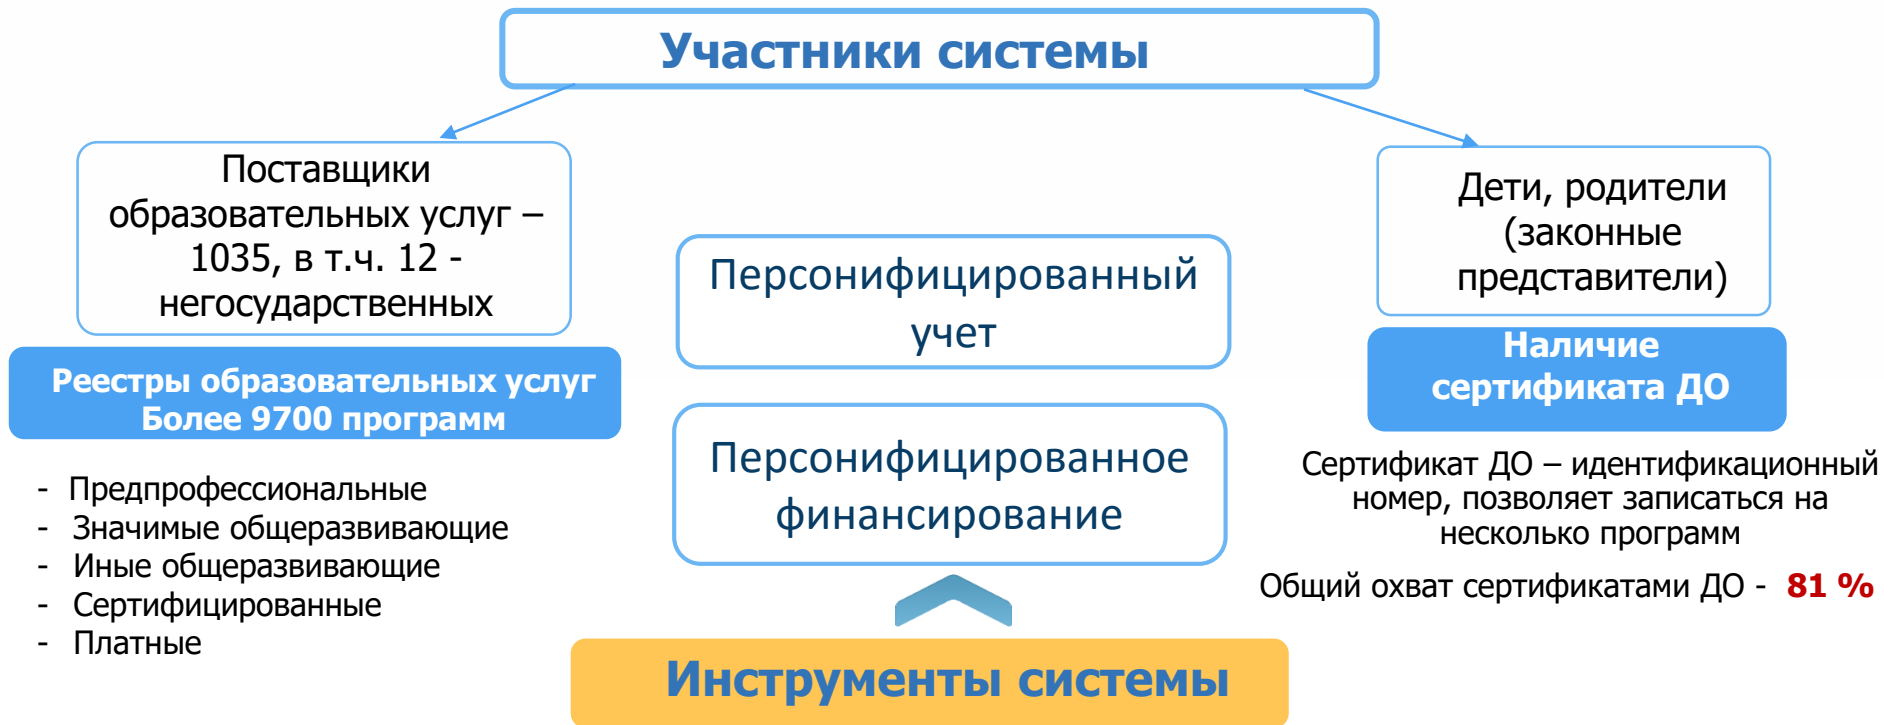 Участники системы
Поставщики
образовательных услуг –
1035, в т.ч. 12 -
негосударственных
Реестры образовательных услуг
Более 9700 программ
- Предпрофессиональные
- Значимые общеразвивающие
- Иные общеразвивающие
- Сертифицированные
- Платные
Персонифицированный
учет
Персонифицированное
финансирование
Инструменты системы
Дети, родители
(законные
представители)
Наличие
сертификата ДО
Сертификат ДО – идентификационный
номер, позволяет записаться на
несколько программ
Общий охват сертификатами ДО - 81 %